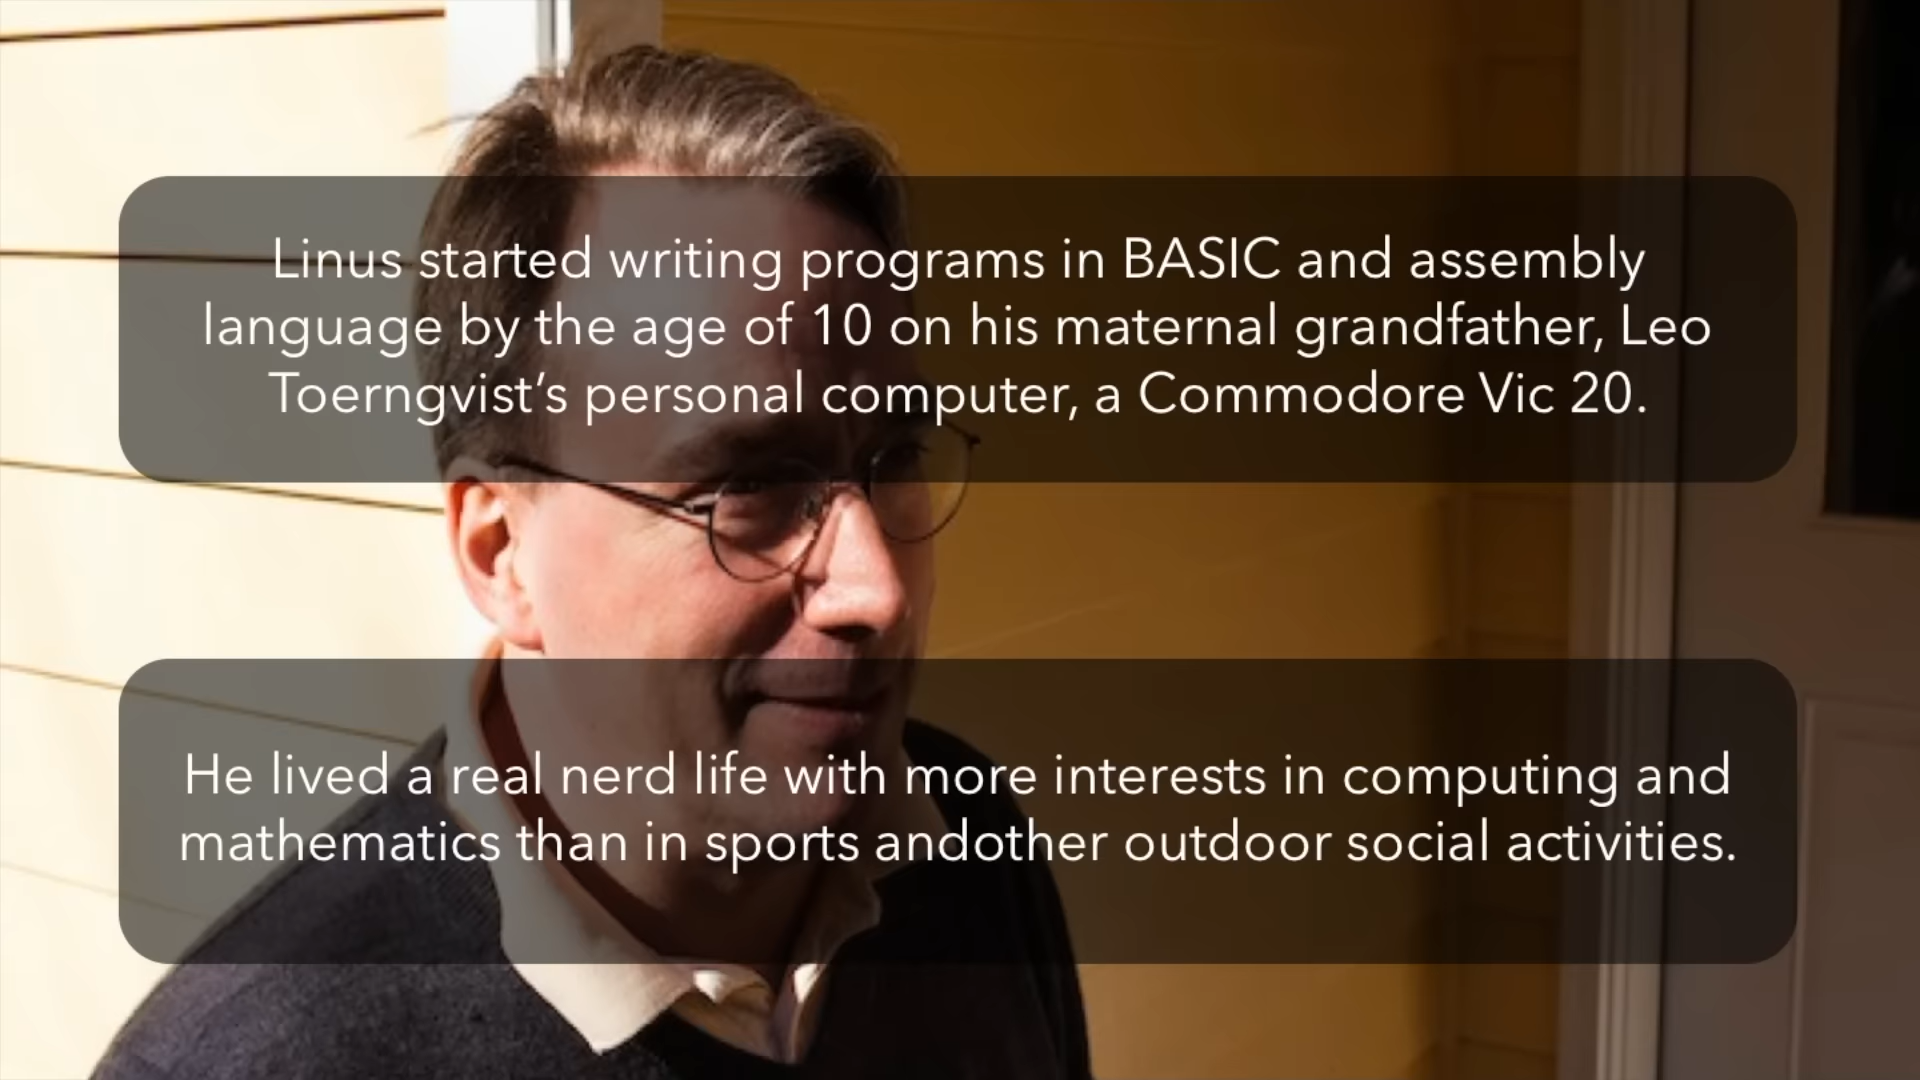 Linus started writing programs in BASIC and assembly
language by the age of 10 on his maternal grandfather, Leo
Toerngvist’s personal computer, a Commodore Vic 20.
He lived a real nerd life with more interests in computing and
mathematics than in sports andother outdoor social activities.